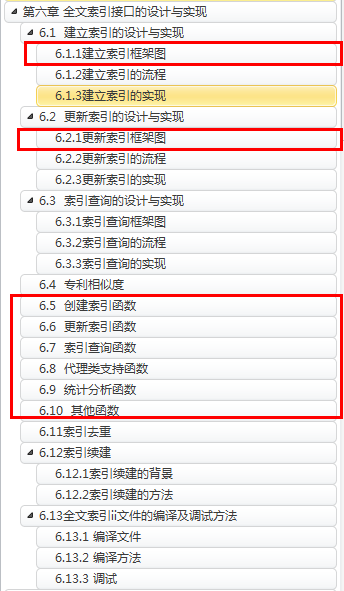 第六章 全文索引接口的设计与实现
6.1 建立索引的设计与实现
6.1.1建立索引框架图
6.1.2建立索引的流程
6.1.3建立索引的实现
6.2 更新索引的设计与实现
6.2.1更新索引框架图
6.2.2更新索引的流程
6.2.3更新索引的实现
6.3 索引查询的设计与实现
6.3.1索引查询框架图
6.3.2索引查询的流程
6.3.3索引查询的实现
6.4 专利相似度
6.5 创建索引函数
6.6 更新索引函数
6.7 索引查询函数
6.8 代理类支持函数
6.9 统计分析函数
6.10 其他函数
6.11索引去重
6.12索引续建
6.12.1索引续建的背景
6.12.2索引续建的方法
6.13全文索引ii文件的编译及调试方法
6.13.1 编译文件
6.13.2 编译方法
6.13.3 调试